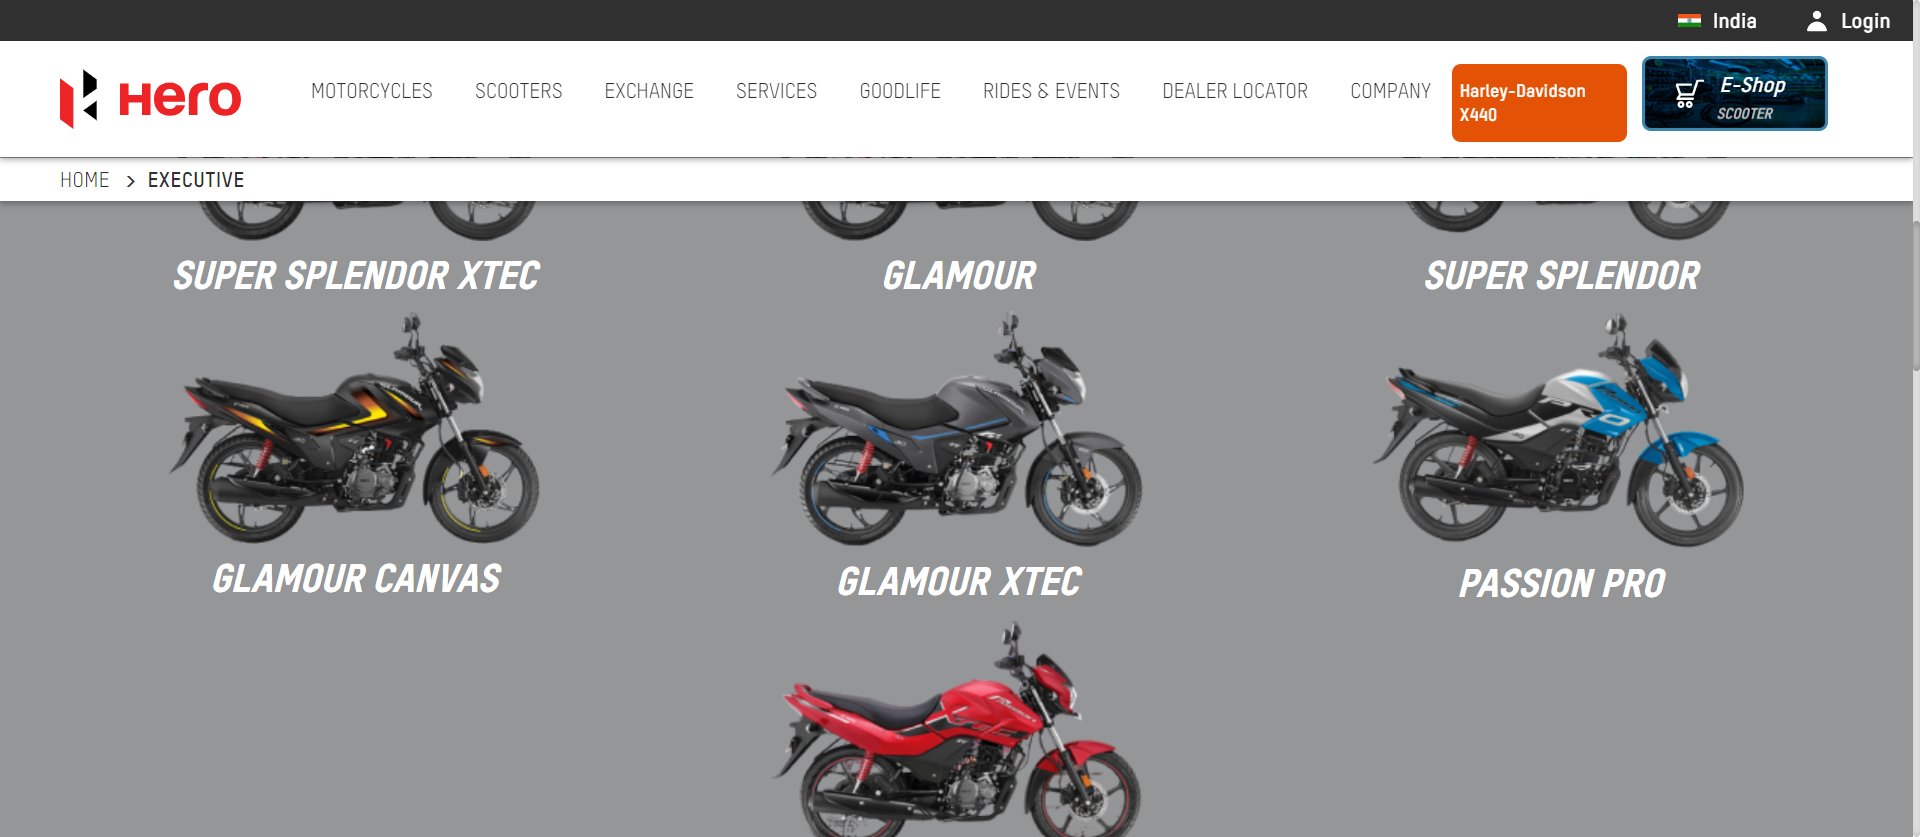 India
Login
Hero
MOTORCYCLES
SCOOTERS
EXCHANGE
SERVICES
GOODLIFE
RIDES & EVENTS
DEALER LOCATOR
COMPANY
Harley-Davidson
X440
E-Shop
SCOOTER
HOME > EXECUTIVE
SUPER SPLENDOR XTEC
GLAMOUR
SUPER SPLENDOR
GLAMOUR CANVAS
GLAMOUR XTEC
PASSION PRO